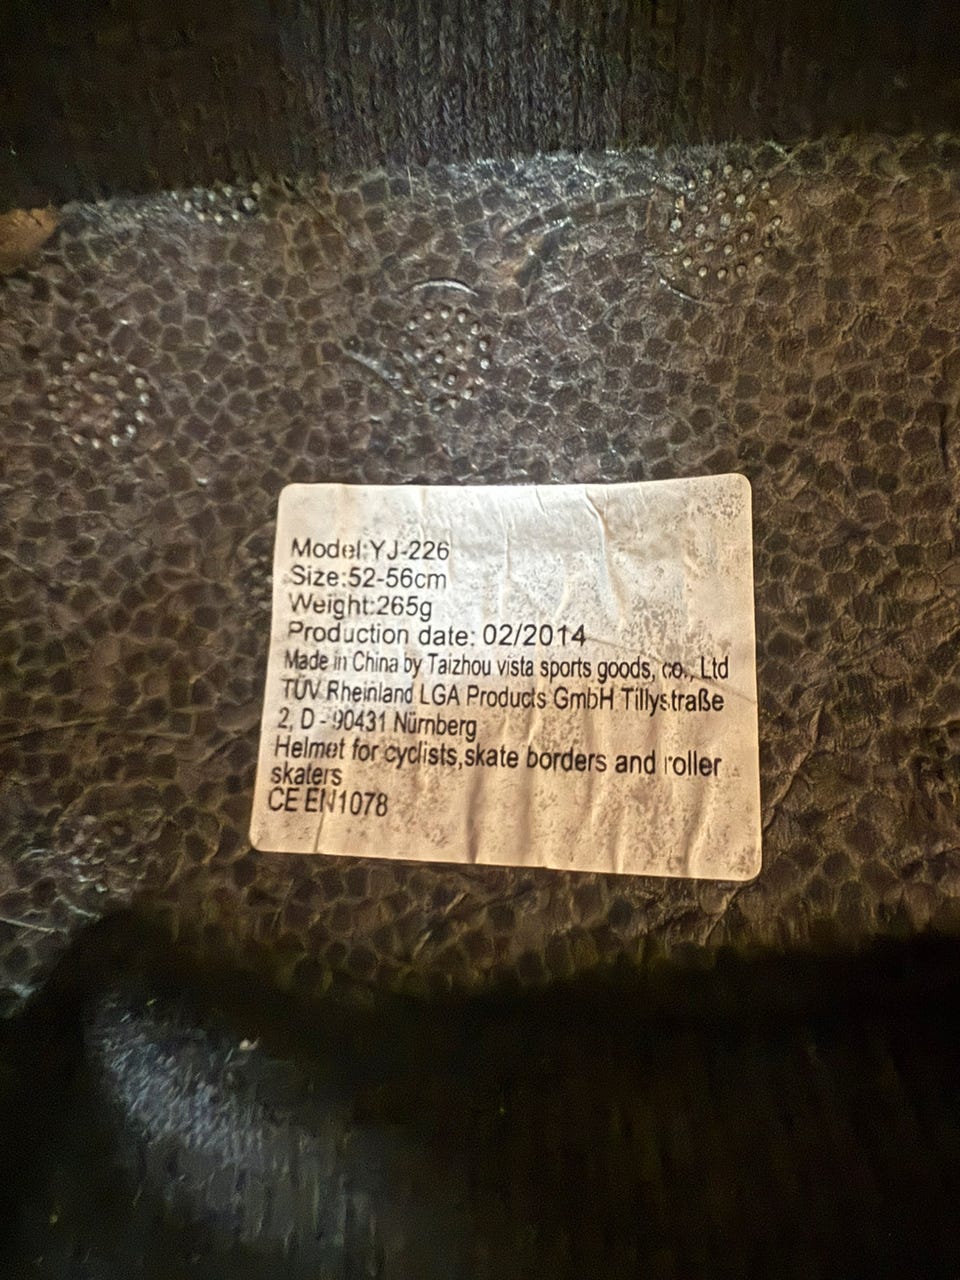 Model:YJ-226
Size:52-56cm
Weight:265g
Production date: 02/2014
Made in China by Taizhou vista sports goods, co., Ltd
TÜV Rheinland LGA Products GmbH Tillystraße
2, D - 90431 Nürnberg
Helmet for cyclists,skate borders and roller
skaters
CE EN1078